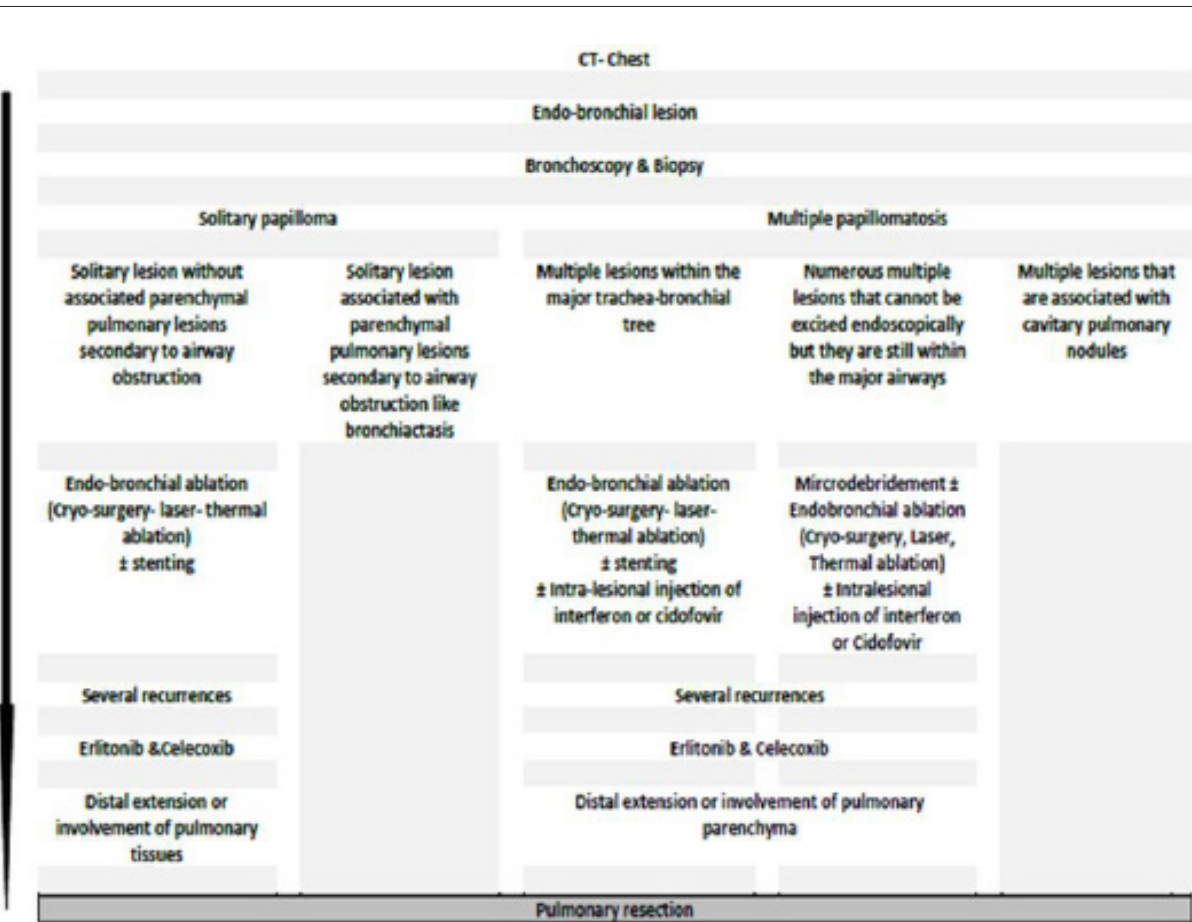 CT- Chest
Endo-bronchial lesion
Bronchoscopy & Biopsy
Solitary papilloma
Multiple papillomatosis
Solitary lesion without
associated parenchymal
pulmonary lesions
secondary to airway
obstruction
Solitary lesion
associated with
parenchymal
pulmonary lesions
secondary to airway
obstruction like
bronchiactasis
Multiple lesions within the
major trachea-bronchial
tree
Numerous multiple
lesions that cannot be
excised endoscopically
but they are still within
the major airways
Multiple lesions that
are associated with
cavitary pulmonary
nodules
Endo-bronchial ablation
(Cryo-surgery- laser- thermal
ablation)
± stenting
Endo-bronchial ablation
(Cryo-surgery- laser-
thermal ablation)
± stenting
± Intra-lesional injection of
interferon or cidofovir
Mircrodebridement ±
Endobronchial ablation
(Cryo-surgery, Laser,
Thermal ablation)
± Intralesional
injection of interferon
or Cidofovir
Several recurrences
Several recurrences
Erlitonib &Celecoxib
Erlitonib & Celecoxib
Distal extension or
involvement of pulmonary
tissues
Distal extension or involvement of pulmonary
parenchyma
Pulmonary resection